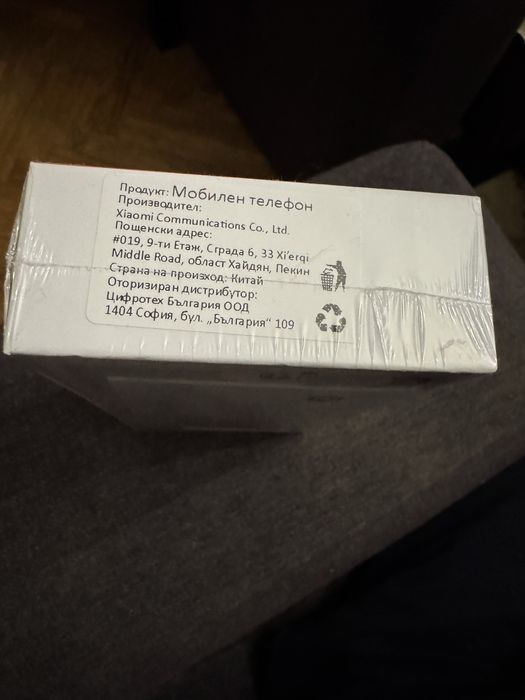 Продукт: Мобилен телефон
Производител:
Xiaomi Communications Co., Ltd.
Пощенски адрес:
#019, 9-ти Етаж, Сграда 6, 33 Xi'erqi
Middle Road, област Хайдян, Пекин
Страна на произход: Китай
Оторизиран дистрибутор:
Цифротех България ООД
1404 София, бул. „България“ 109